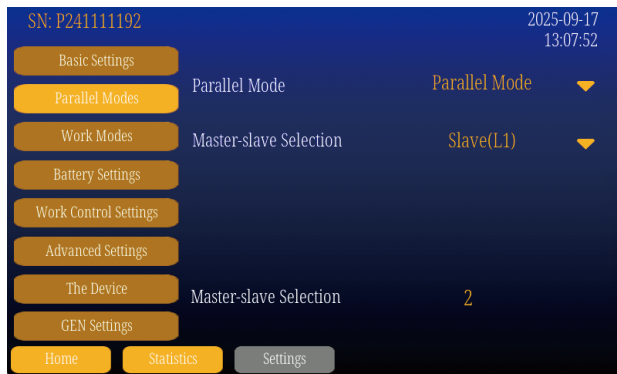 SN: P241111192
2025-09-17
13:07:52
Basic Settings
Parallel Modes
Parallel Mode
Parallel Mode
Work Modes
Master-slave Selection
Slave(L1)
Battery Settings
Work Control Settings
Advanced Settings
The Device
Master-slave Selection
2
GEN Settings
Home
Statistics
Settings